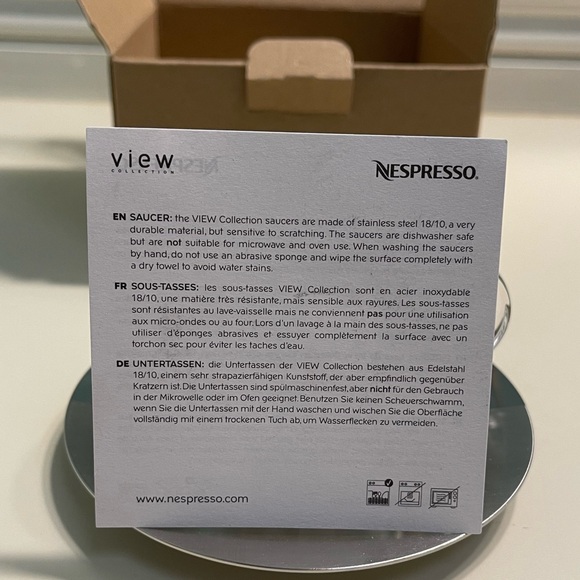 view
COLLECTION
NESPRESSO®
EN SAUCER: the VIEW Collection saucers are made of stainless steel 18/10, a very
durable material, but sensitive to scratching. The saucers are dishwasher safe
but are not suitable for microwave and oven use. When washing the saucers
by hand, do not use an abrasive sponge and wipe the surface completely with
a dry towel to avoid water stains.
FR SOUS-TASSES: les sous-tasses VIEW Collection sont en acier inoxydable
18/10, une matière très résistante, mais sensible aux rayures. Les sous-tasses
sont résistantes au lave-vaisselle mais ne conviennent pas pour une utilisation
aux micro-ondes ou au four. Lors d'un lavage à la main des sous-tasses, ne pas
utiliser d'éponges abrasives et essuyer complètement la surface avec un
torchon sec pour éviter les taches d'eau.
DE UNTERTASSEN: die Untertassen der VIEW Collection bestehen aus Edelstahl
18/10, einem sehr strapazierfähigen Kunststoff, der aber empfindlich gegenüber
Kratzern ist. Die Untertassen sind spülmaschinenfest, aber nicht für den Gebrauch
in der Mikrowelle oder im Ofen geeignet. Benutzen Sie keinen Scheuerschwamm,
wenn Sie die Untertassen mit der Hand waschen und wischen Sie die Oberfläche
vollständig mit einem trockenen Tuch ab, um Wasserflecken zu vermeiden.
www.nespresso.com